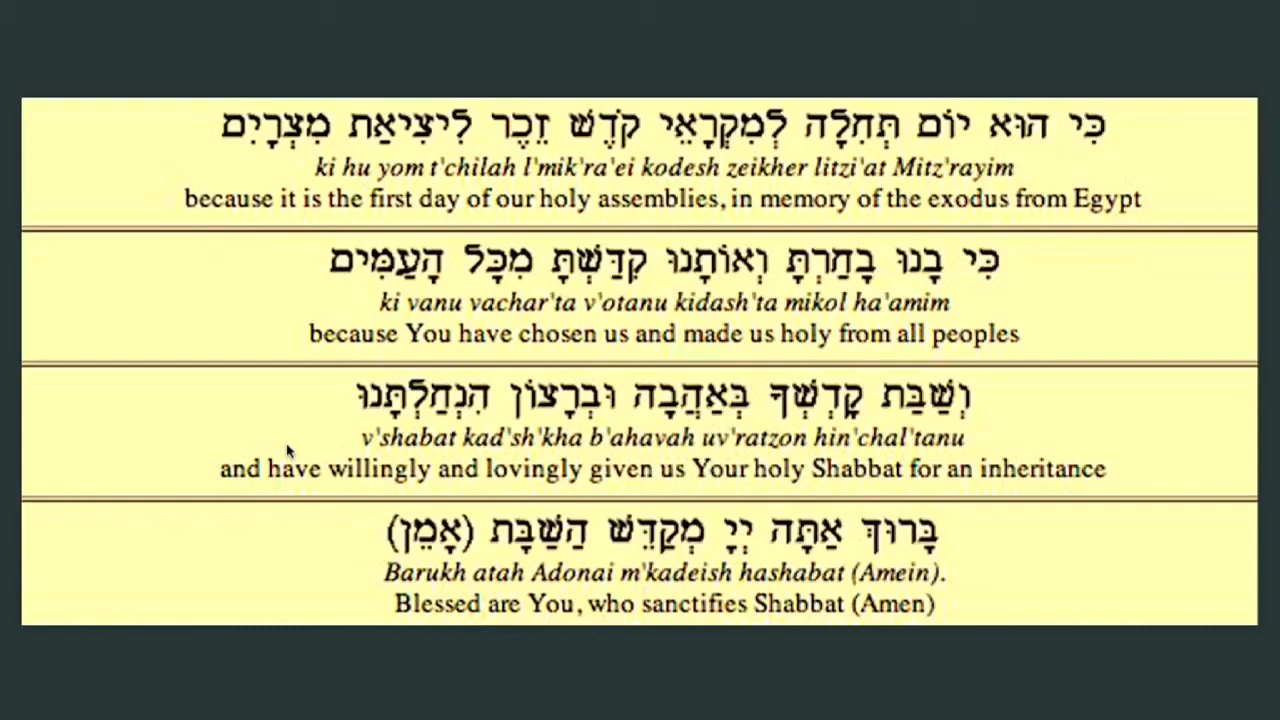 כִּי הוּא יוֹם תְּחִלָּה לְמִקְרָאֵי קֹדֶשׁ זֵכֶר לִיצִיאַת מִצְרָיִם
ki hu yom t'chilah l'mik'ra'ei kodesh zeikher litzi'at Mitz'rayim
because it is the first day of our holy assemblies, in memory of the exodus from Egypt
כִּי בָנוּ בָחַרְתָּ וְאוֹתָנוּ קִדַּשְׁתָּ מִכָּל הָעַמִּים
ki vanu vachar'ta v'otanu kidash'ta mikol ha'amim
because You have chosen us and made us holy from all peoples
וְשַׁבַּת קָדְשְׁךָ בְּאַהֲבָה וּבְרָצוֹן הִנְחַלְתָּנוּ
v'shabat kad'sh'kha b'ahavah uv'ratzon hin'chal'tanu
and have willingly and lovingly given us Your holy Shabbat for an inheritance
בָּרוּךְ אַתָּה יְיָ מְקַדֵּשׁ הַשַּׁבָּת (אָמֵן)
Barukh atah Adonai m'kadeish hashabat (Amein).
Blessed are You, who sanctifies Shabbat (Amen)